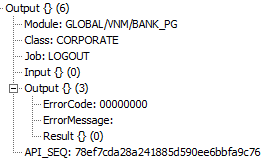 Output {} (6)
Module: GLOBAL/VNM/BANK_PG
Class: CORPORATE
Job: LOGOUT
Input {} (0)
Output {} (3)
ErrorCode: 00000000
ErrorMessage:
Result {} (0)
API_SEQ: 78ef7cda28a241885d590ee6bbfa9c76